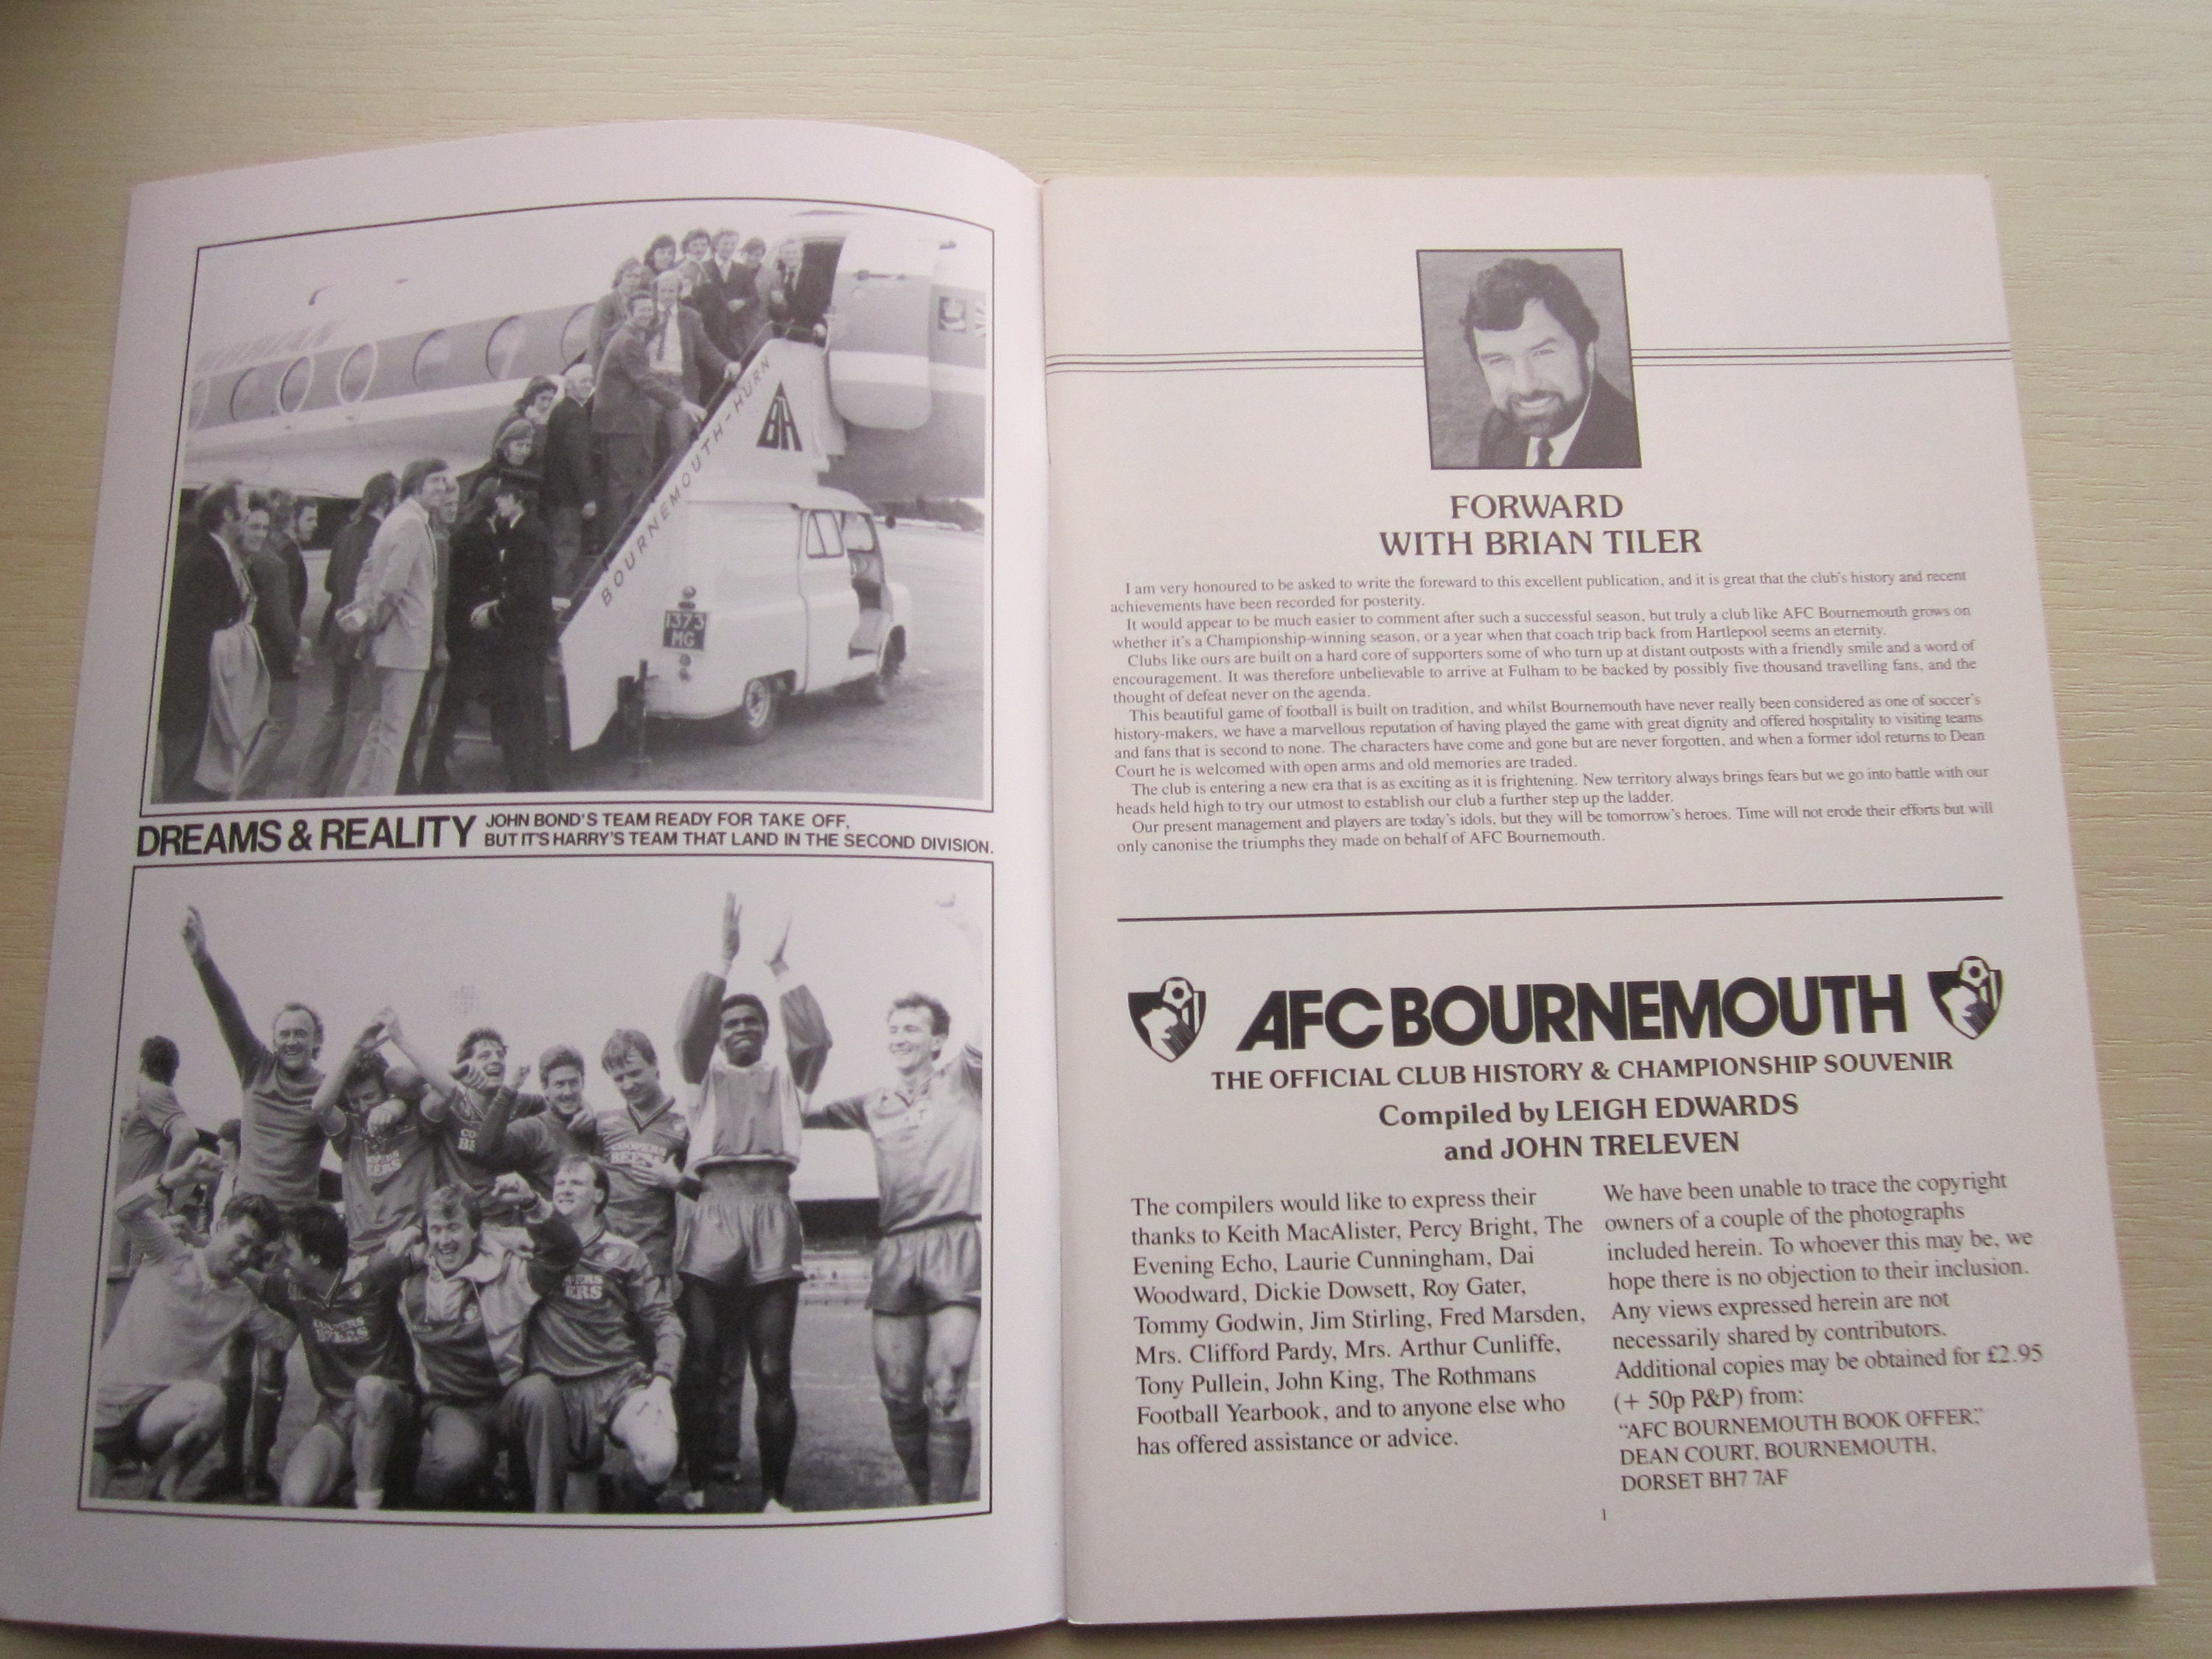 BOURNEMOUTH-HURN
BH
1373
MG
DREAMS & REALITY
JOHN BOND'S TEAM READY FOR TAKE OFF,
BUT IT'S HARRY'S TEAM THAT LAND IN THE SECOND DIVISION.
COOPERS
BEERS
COOPERS
BEERS
FORWARD
WITH BRIAN TILER
I am very honoured to be asked to write the foreward to this excellent publication, and it is great that the club's history and recent
achievements have been recorded for posterity.
It would appear to be much easier to comment after such a successful season, but truly a club like AFC Bournemouth grows on
whether it's a Championship-winning season, or a year when that coach trip back from Hartlepool seems an eternity.
Clubs like ours are built on a hard core of supporters some of who turn up at distant outposts with a friendly smile and a word of
encouragement. It was therefore unbelievable to arrive at Fulham to be backed by possibly five thousand travelling fans, and the
thought of defeat never on the agenda.
This beautiful game of football is built on tradition, and whilst Bournemouth have never really been considered as one of soccer's
history-makers, we have a marvellous reputation of having played the game with great dignity and offered hospitality to visiting teams
and fans that is second to none. The characters have come and gone but are never forgotten, and when a former idol returns to Dean
Court he is welcomed with open arms and old memories are traded.
The club is entering a new era that is as exciting as it is frightening. New territory always brings fears but we go into battle with our
heads held high to try our utmost to establish our club a further step up the ladder.
Our present management and players are today's idols, but they will be tomorrow's heroes. Time will not erode their efforts but will
only canonise the triumphs they made on behalf of AFC Bournemouth.
AFC BOURNEMOUTH
THE OFFICIAL CLUB HISTORY & CHAMPIONSHIP SOUVENIR
Compiled by LEIGH EDWARDS
and JOHN TRELEVEN
The compilers would like to express their
thanks to Keith MacAlister, Percy Bright, The
Evening Echo, Laurie Cunningham, Dai
Woodward, Dickie Dowsett, Roy Gater,
Tommy Godwin, Jim Stirling, Fred Marsden,
Mrs. Clifford Pardy, Mrs. Arthur Cunliffe,
Tony Pullein, John King, The Rothmans
Football Yearbook, and to anyone else who
has offered assistance or advice.
We have been unable to trace the copyright
owners of a couple of the photographs
included herein. To whoever this may be, we
hope there is no objection to their inclusion.
Any views expressed herein are not
necessarily shared by contributors.
Additional copies may be obtained for £2.95
(+ 50p P&P) from:
"AFC BOURNEMOUTH BOOK OFFER,"
DEAN COURT, BOURNEMOUTH,
DORSET BH7 7AF
1